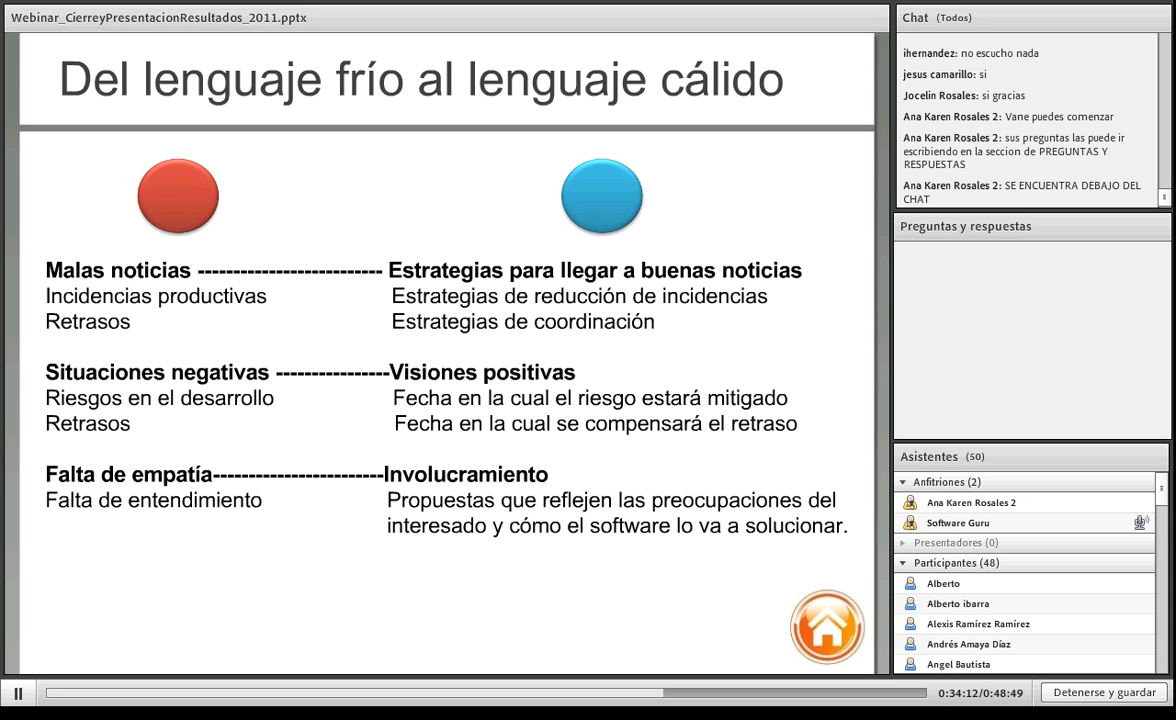 Webinar_CierreyPresentacionResultados_2011.pptx
Del lenguaje frío al lenguaje cálido
Malas noticias -------------------------- Estrategias para llegar a buenas noticias
Incidencias productivas Estrategias de reducción de incidencias
Retrasos Estrategias de coordinación
Situaciones negativas ----------------Visiones positivas
Riesgos en el desarrollo Fecha en la cual el riesgo estará mitigado
Retrasos Fecha en la cual se compensará el retraso
Falta de empatía------------------------Involucramiento
Falta de entendimiento Propuestas que reflejen las preocupaciones del
interesado y cómo el software lo va a solucionar.
Chat (Todos)
ihernandez: no escucho nada
jesus camarillo: si
Jocelin Rosales: si gracias
Ana Karen Rosales 2: Vane puedes comenzar
Ana Karen Rosales 2: sus preguntas las puede ir
escribiendo en la seccion de PREGUNTAS Y
RESPUESTAS
Ana Karen Rosales 2: SE ENCUENTRA DEBAJO DEL
CHAT
Preguntas y respuestas
Asistentes (50)
Anfitriones (2)
Ana Karen Rosales 2
Software Guru
Presentadores (0)
Participantes (48)
Alberto
Alberto ibarra
Alexis Ramírez Ramírez
Andrés Amaya Díaz
Angel Bautista
0:34:12/0:48:49
Detenerse y guardar